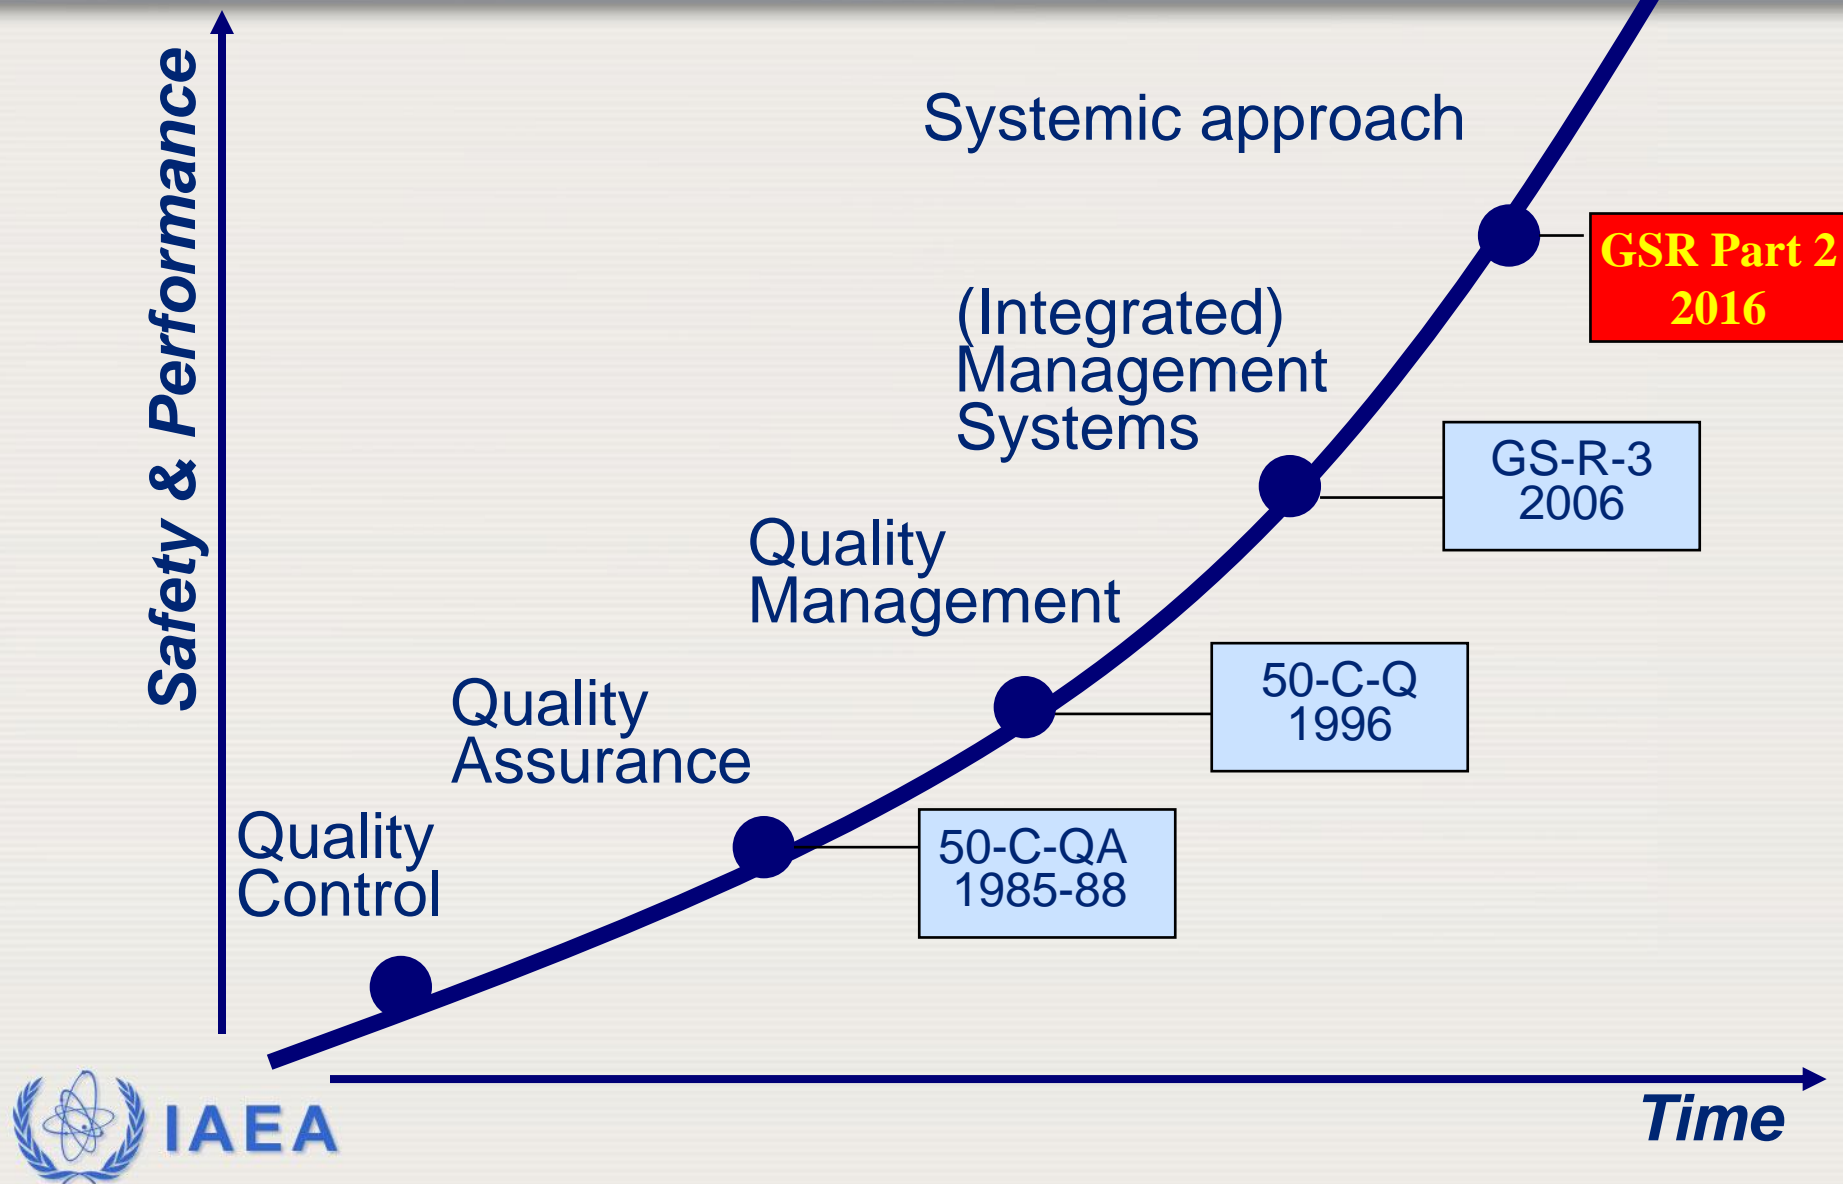 Safety & Performance
Systemic approach
GSR Part 2
2016
(Integrated)
Management
Systems
GS-R-3
2006
Quality
Management
50-C-Q
1996
Quality
Assurance
50-C-QA
1985-88
Quality
Control
Time
IAEA